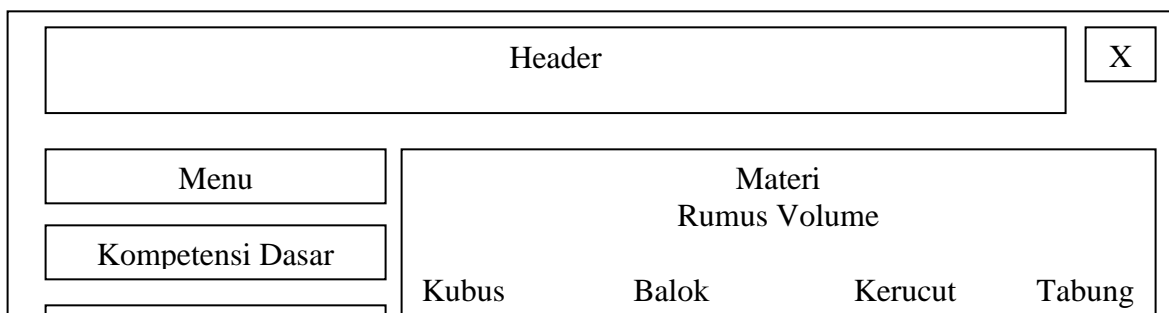 Header
X
Menu
Kompetensi Dasar
Materi
Rumus Volume
Kubus Balok Kerucut Tabung